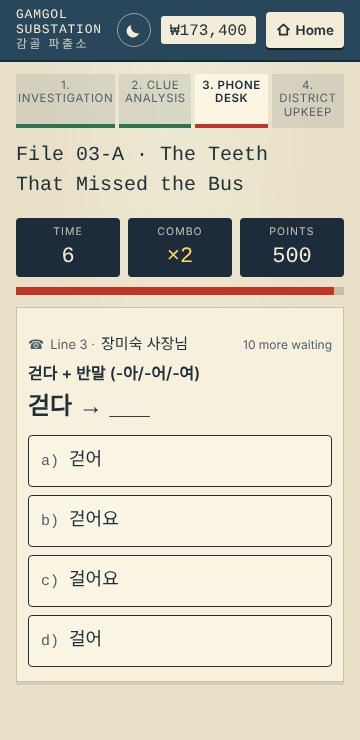 GAMGOL
SUBSTATION
감골 파출소
₩173,400
Home
1. INVESTIGATION
2. CLUE ANALYSIS
3. PHONE DESK
4. DISTRICT UPKEEP
File 03-A · The Teeth
That Missed the Bus
TIME
6
COMBO
×2
POINTS
500
☎ Line 3 · 장미숙 사장님
10 more waiting
걷다 + 반말 (-아/-어/-여)
걷다 → ___
a) 걷어
b) 걷어요
c) 걸어요
d) 걸어